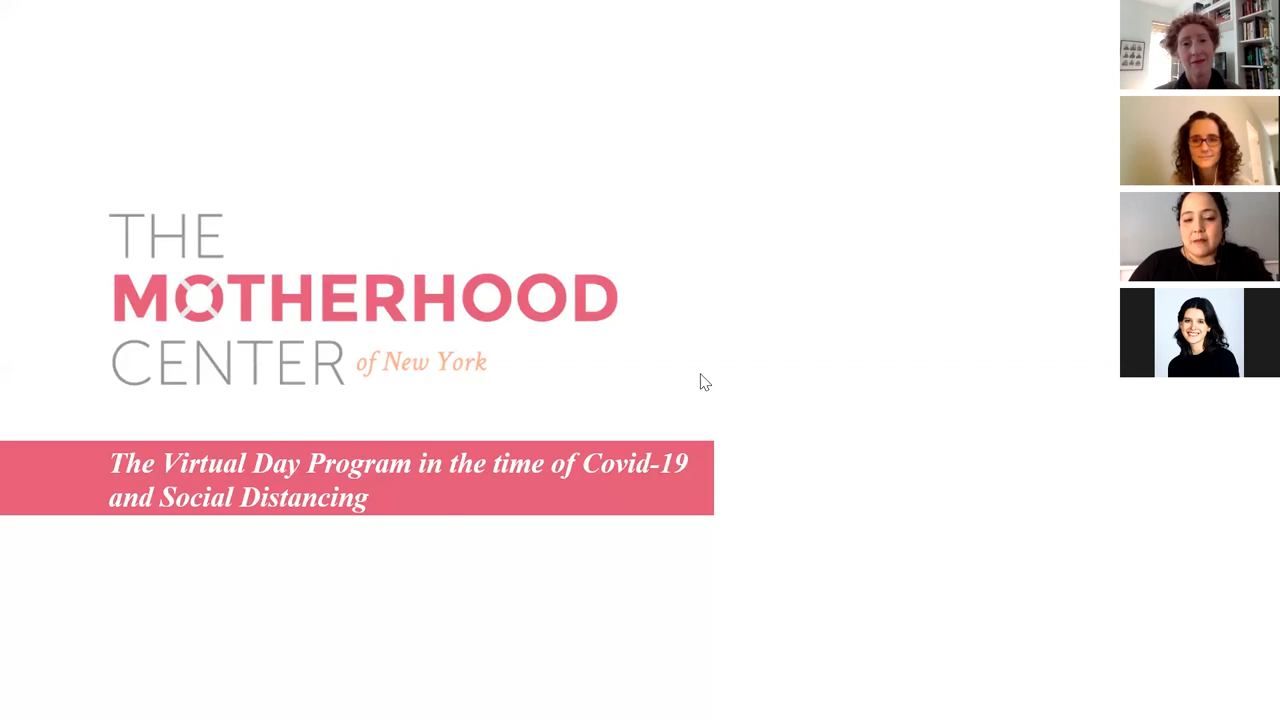 THE
MOTHERHOOD
CENTER of New York
The Virtual Day Program in the time of Covid-19
and Social Distancing